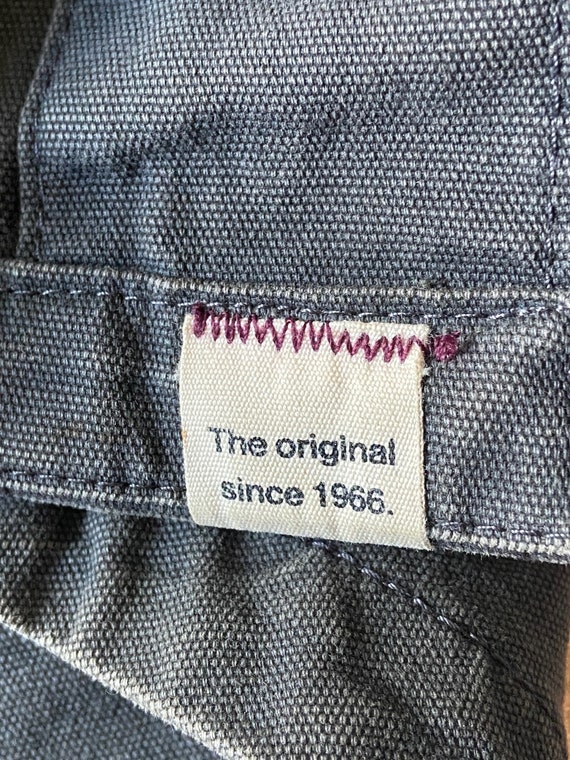 The original
since 1966.